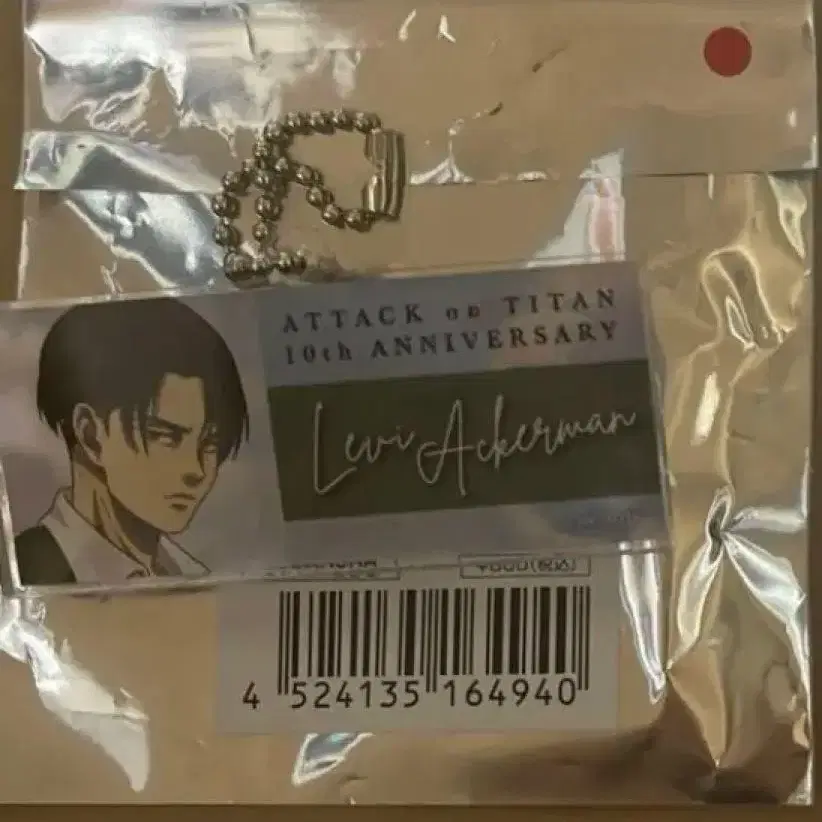 ATTACK on TITAN
10th ANNIVERSARY
Levi Ackerman
4 524135 164940